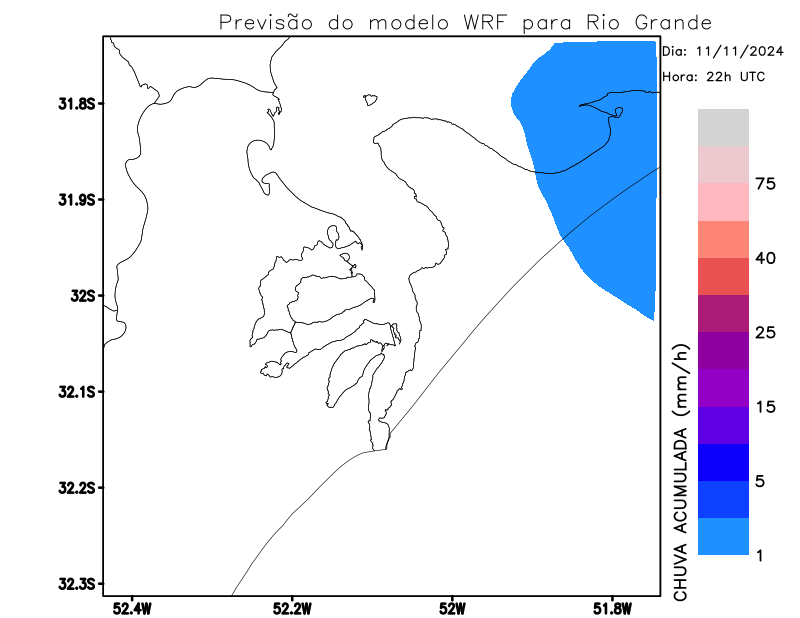 Previsão do modelo WRF para Rio Grande
Dia: 11/11/2024
Hora: 22h UTC
31.8S
31.9S
32S
32.1S
32.2S
32.3S
52.4W
52.2W
52W
51.8W
75
40
25
15
5
1
CHUVA ACUMULADA (mm/h)